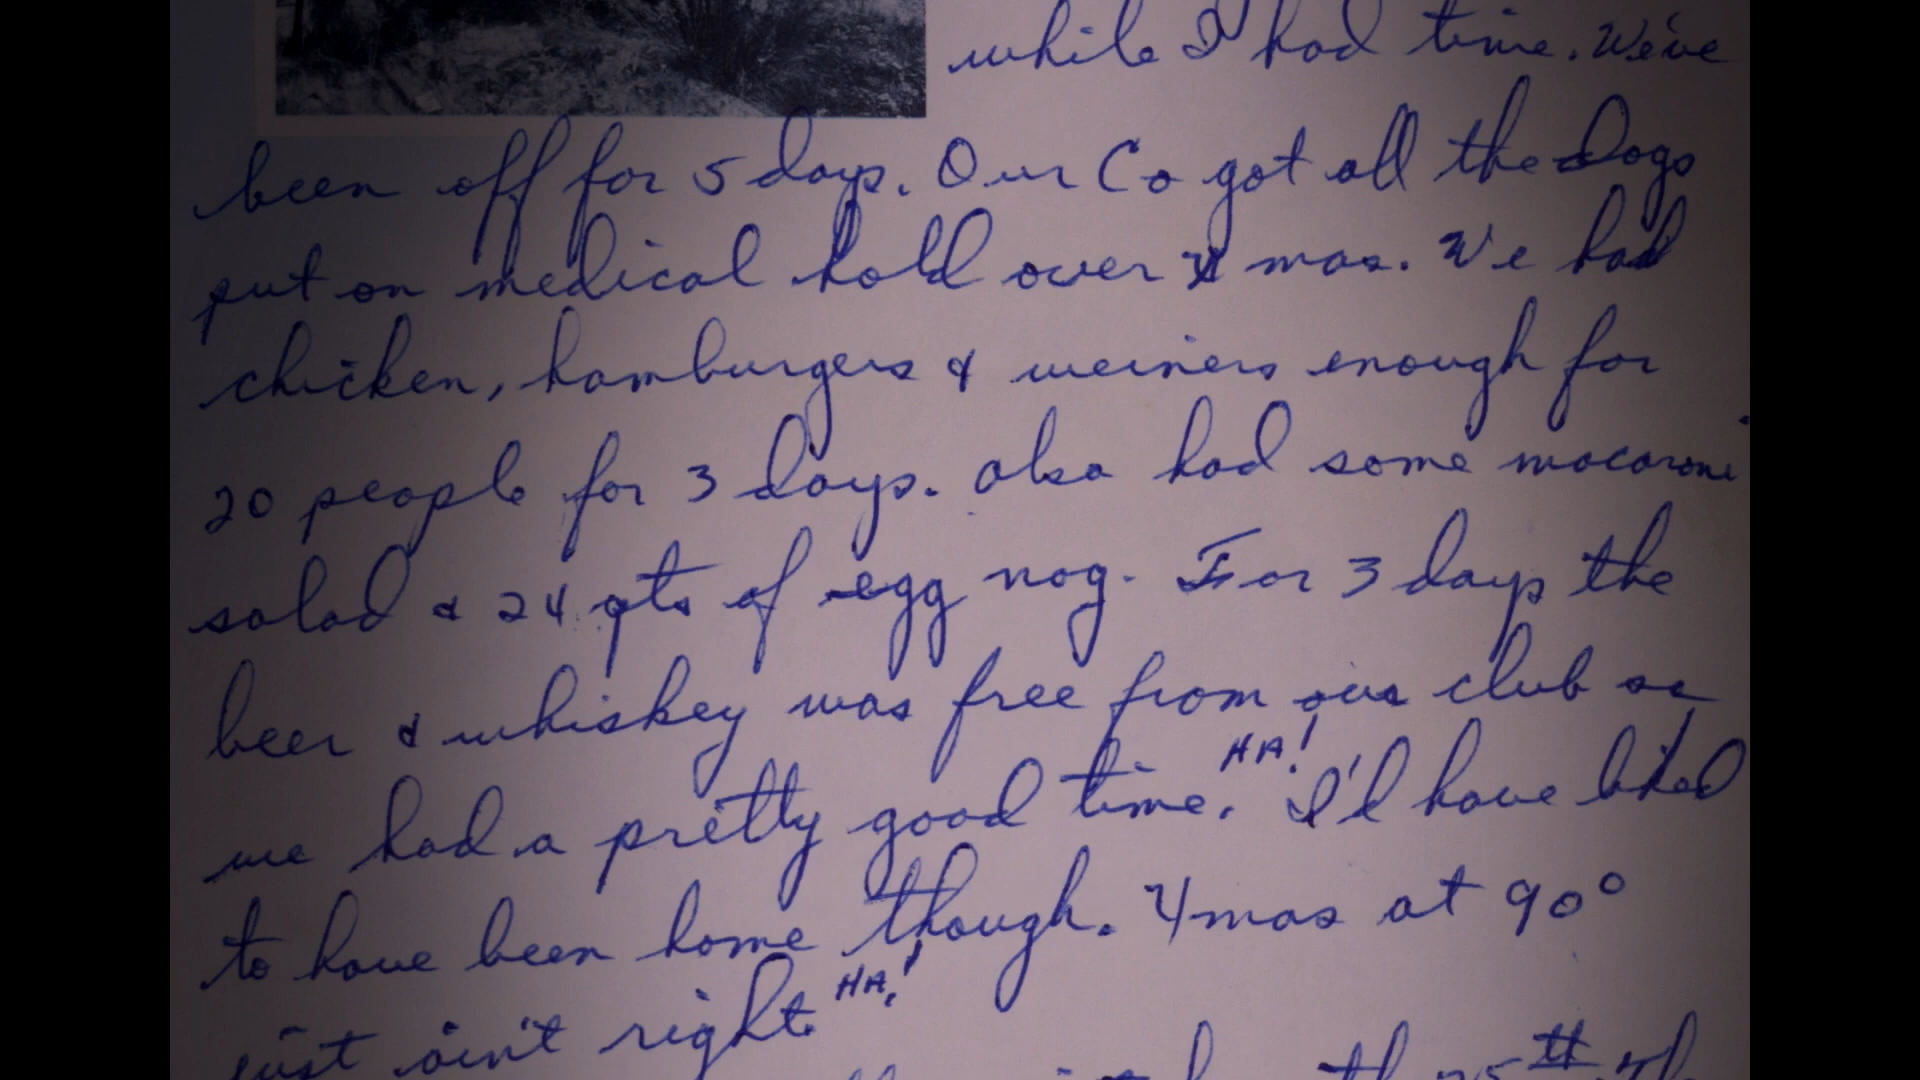 while I had time. We've
been off for 5 days. Our Co got all the dogs
put on medical hold over Xmas. We had
chicken, hamburgers & weiners enough for
20 people for 3 days. also had some macaroni
salad & 24 qts of egg nog. For 3 days the
beer & whiskey was free from our club so
we had a pretty good time. HA! I'd have liked
to have been home though. Xmas at 90°
just ain't right HA!
25th